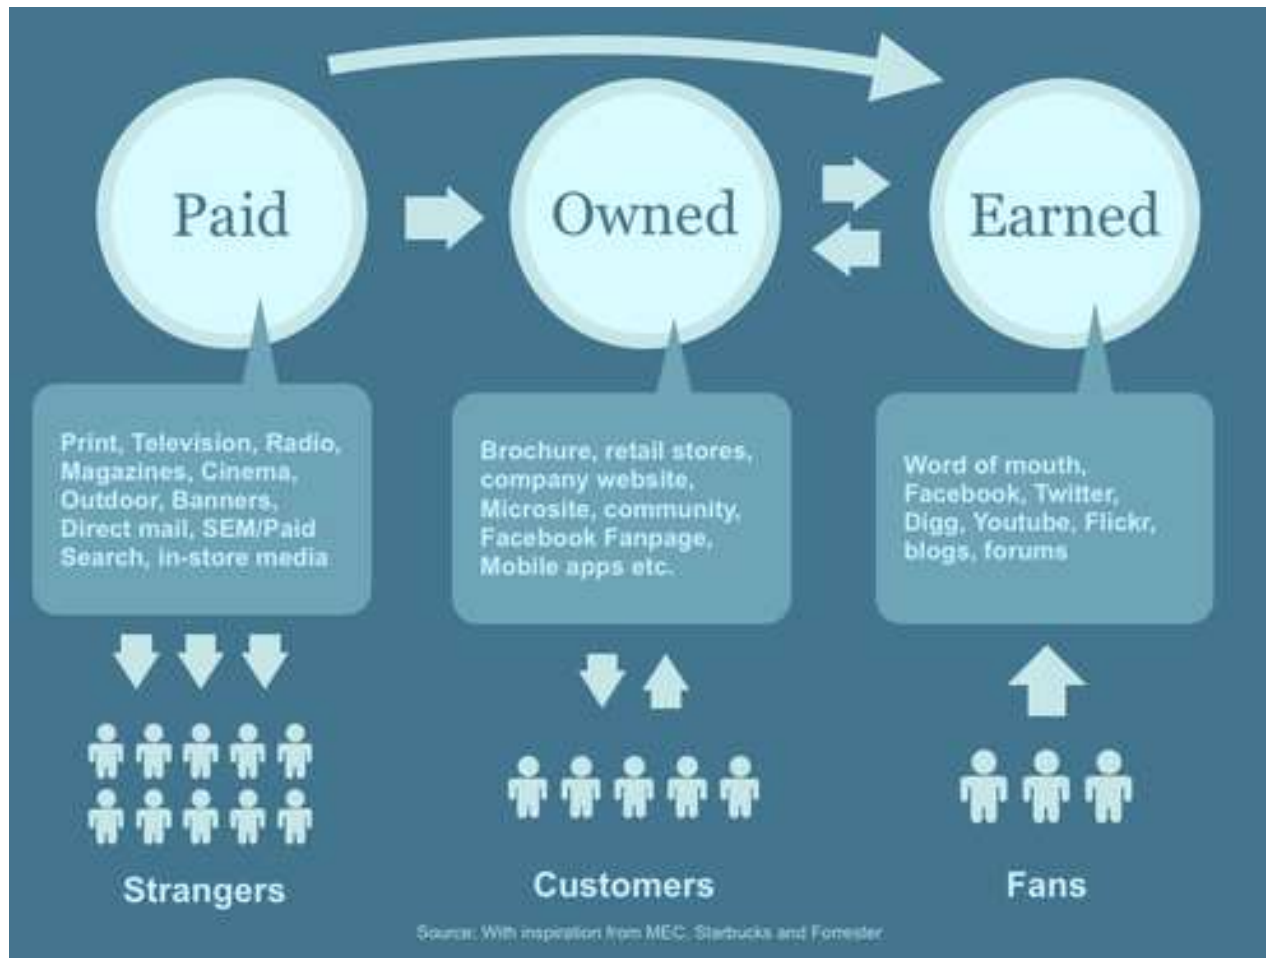 Paid
Owned
Earned
Print, Television, Radio,
Magazines, Cinema,
Outdoor, Banners,
Direct mail, SEM/Paid
Search, in-store media
Brochure, retail stores,
company website,
Microsite, community,
Facebook Fanpage,
Mobile apps etc.
Word of mouth,
Facebook, Twitter,
Digg, Youtube, Flickr,
blogs, forums
Strangers
Customers
Fans
Source: With inspiration from MEC, Starbucks and Forrester